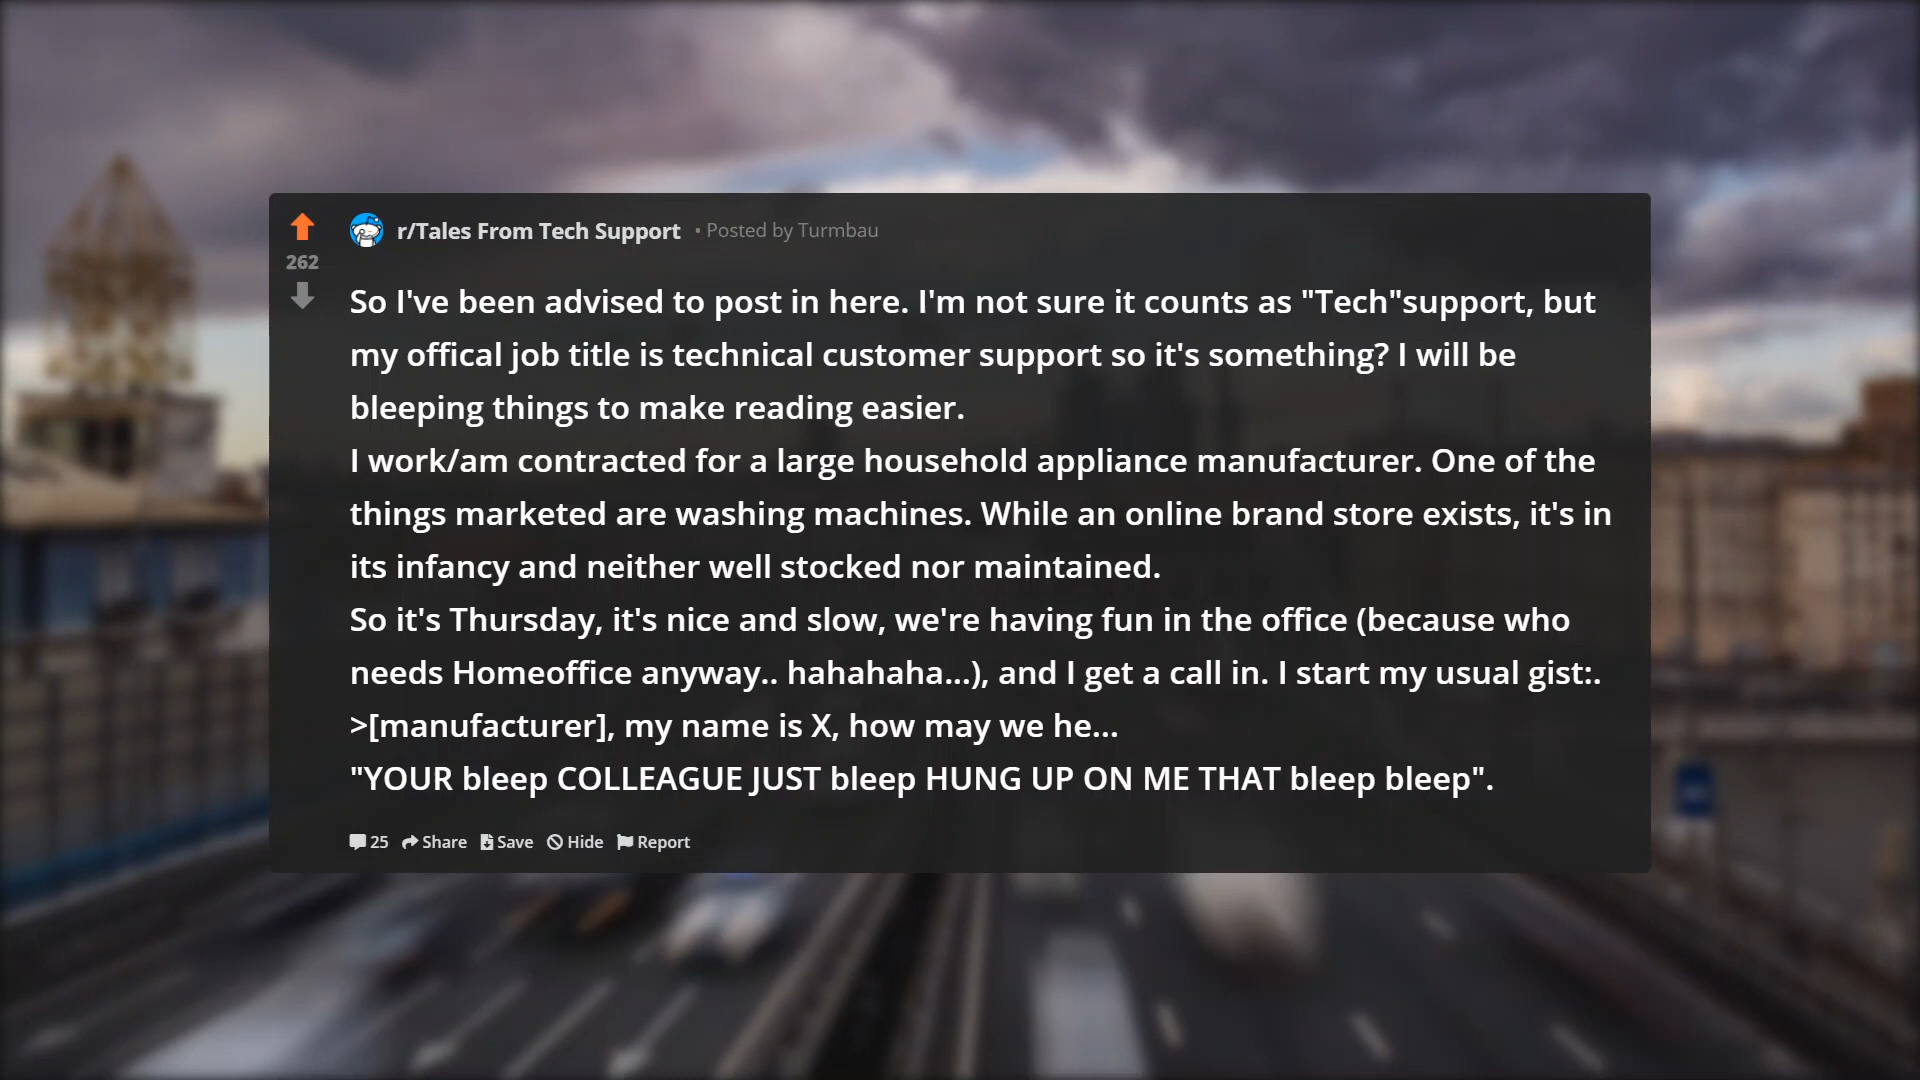 r/Tales From Tech Support • Posted by Turmbau
262
So I've been advised to post in here. I'm not sure it counts as "Tech"support, but
my offical job title is technical customer support so it's something? I will be
bleeping things to make reading easier.
I work/am contracted for a large household appliance manufacturer. One of the
things marketed are washing machines. While an online brand store exists, it's in
its infancy and neither well stocked nor maintained.
So it's Thursday, it's nice and slow, we're having fun in the office (because who
needs Homeoffice anyway.. hahahaha...), and I get a call in. I start my usual gist:.
>[manufacturer], my name is X, how may we he...
"YOUR bleep COLLEAGUE JUST bleep HUNG UP ON ME THAT bleep bleep".
25 Share Save Hide Report